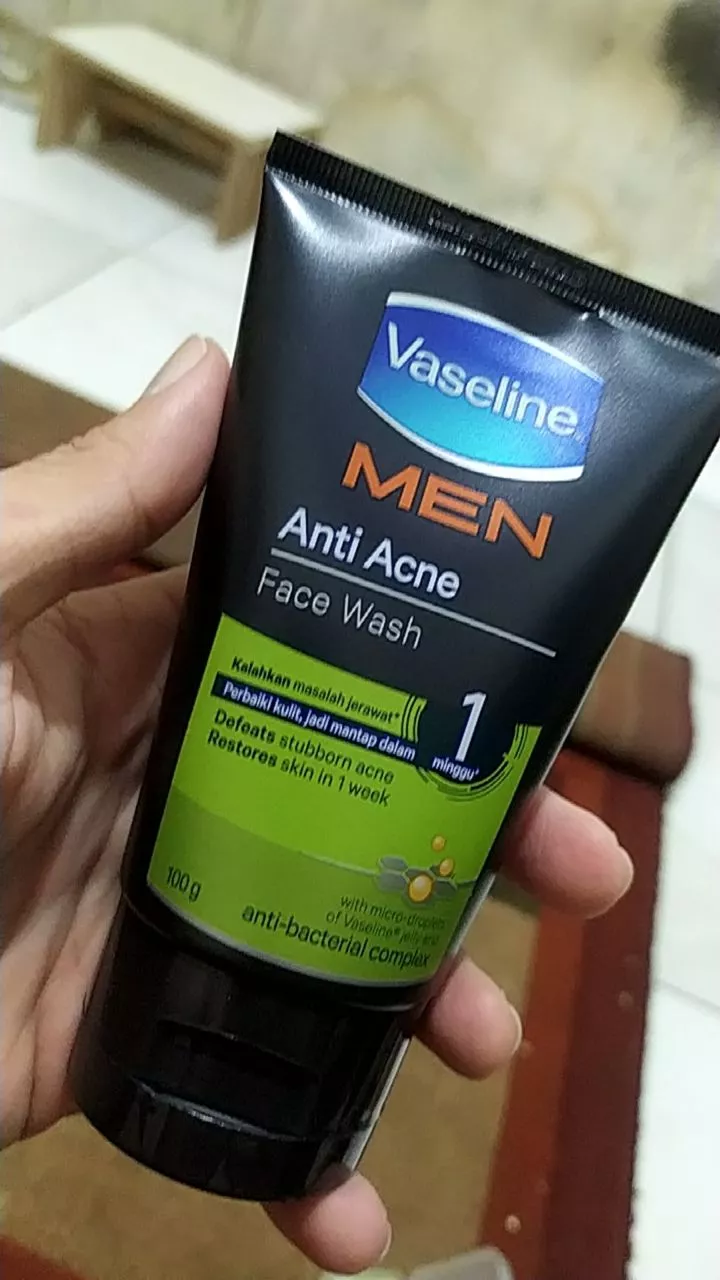 Vaseline
MEN
Anti Acne
Face Wash
Kalahkan masalah jerawat*
Perbaiki kulit, jadi mantap dalam
1
minggu*
Defeats stubborn acne
Restores skin in 1 week
100 g
with micro-droplets
of Vaseline® jelly and
anti-bacterial complex